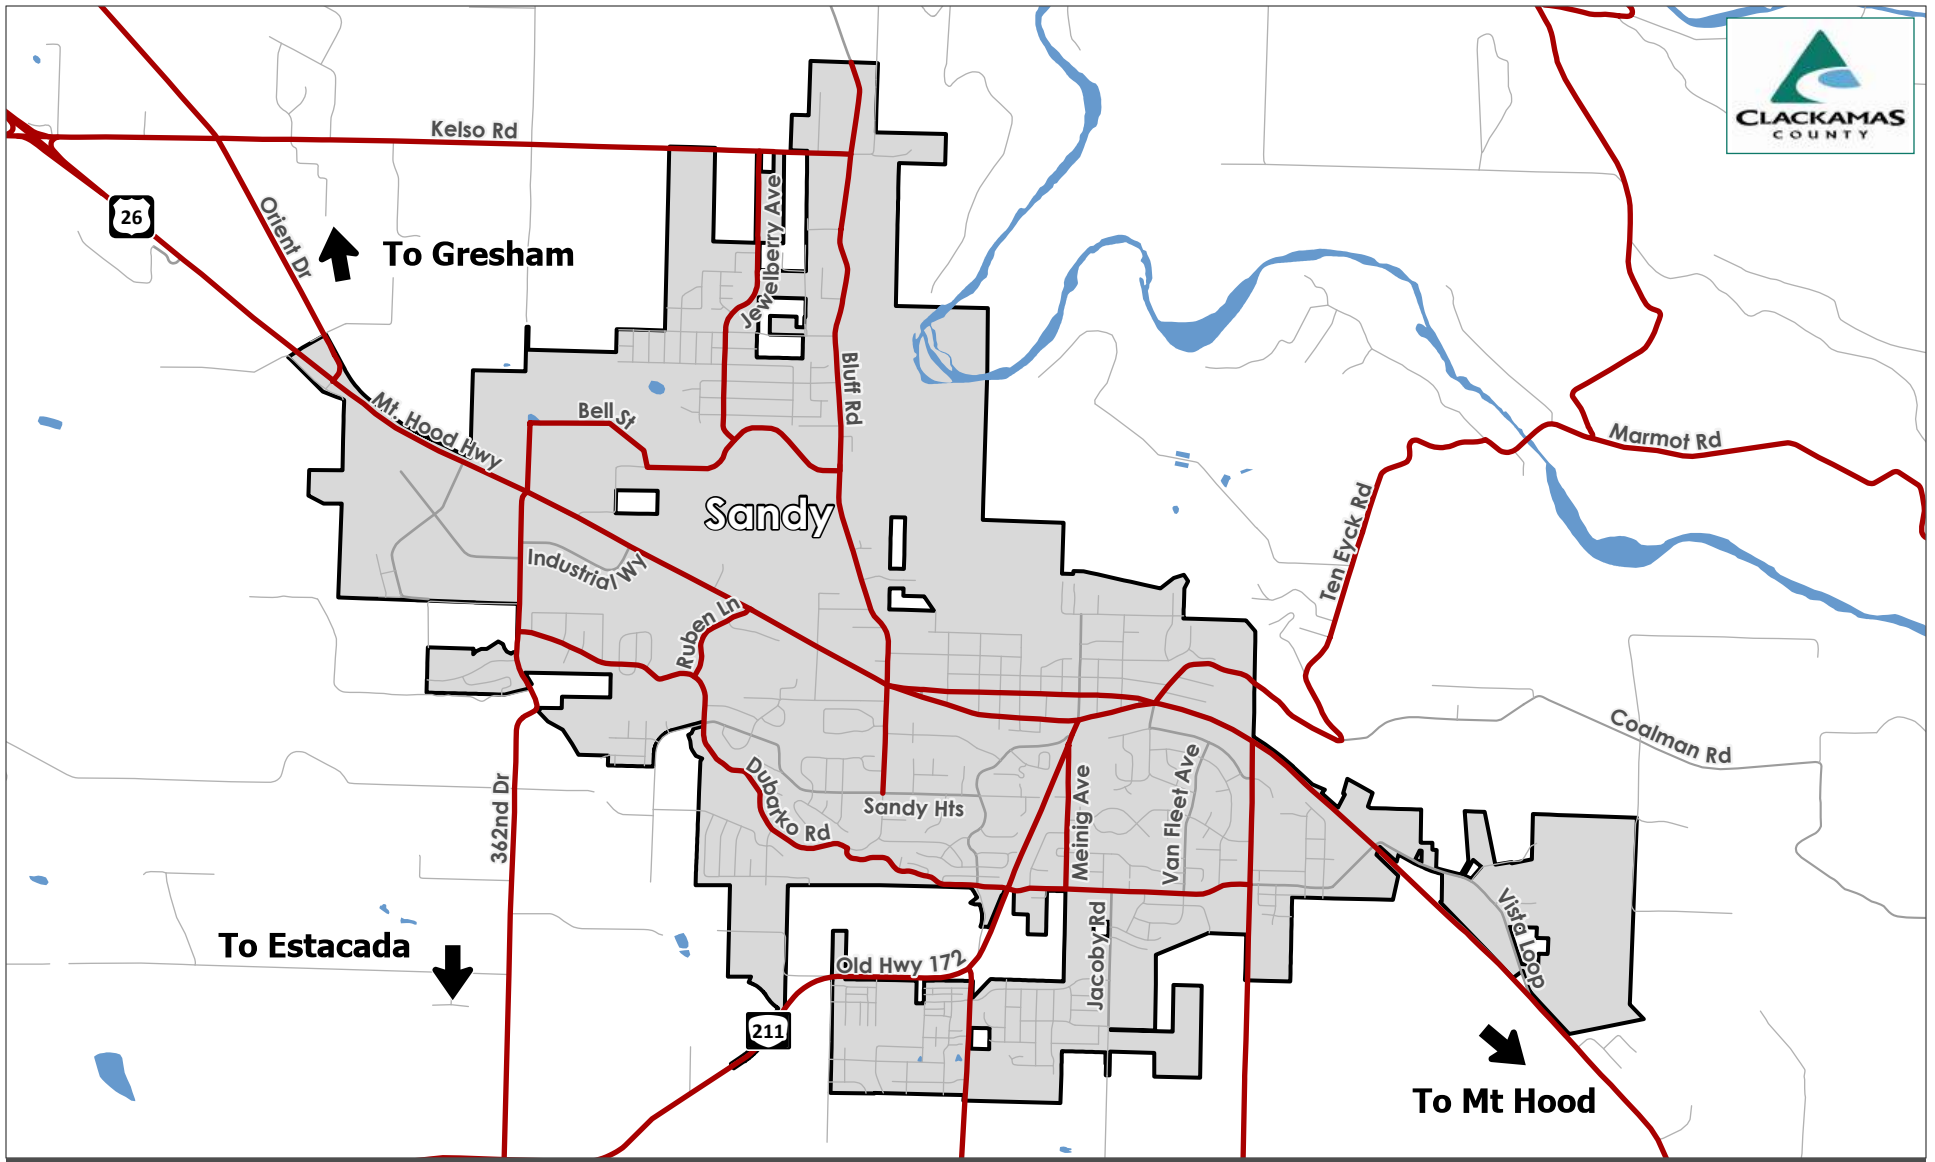 CLACKAMAS
COUNTY
Kelso Rd
26
Orient Dr
To Gresham
Jewelberry Ave
Bluff Rd
Mt. Hood Hwy
Bell St
Marmot Rd
Sandy
Ten Eyck Rd
Industrial Wy
Ruben Ln
Coalman Rd
362nd Dr
Dubarko Rd
Sandy Hts
Meinig Ave
Van Fleet Ave
Vista Loop
To Estacada
Old Hwy 172
Jacoby Rd
211
To Mt Hood